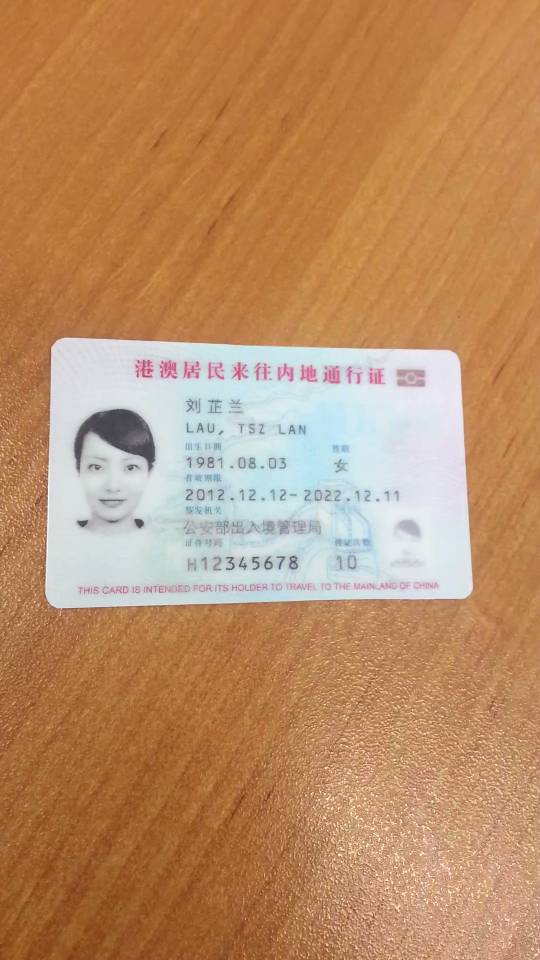 港澳居民来往内地通行证
刘芷兰
LAU, TSZ LAN
出生日期 性别
1981.08.03 女
有效期限
2012.12.12-2022.12.11
签发机关
公安部出入境管理局
证件号码 换证次数
H12345678 10
THIS CARD IS INTENDED FOR ITS HOLDER TO TRAVEL TO THE MAINLAND OF CHINA